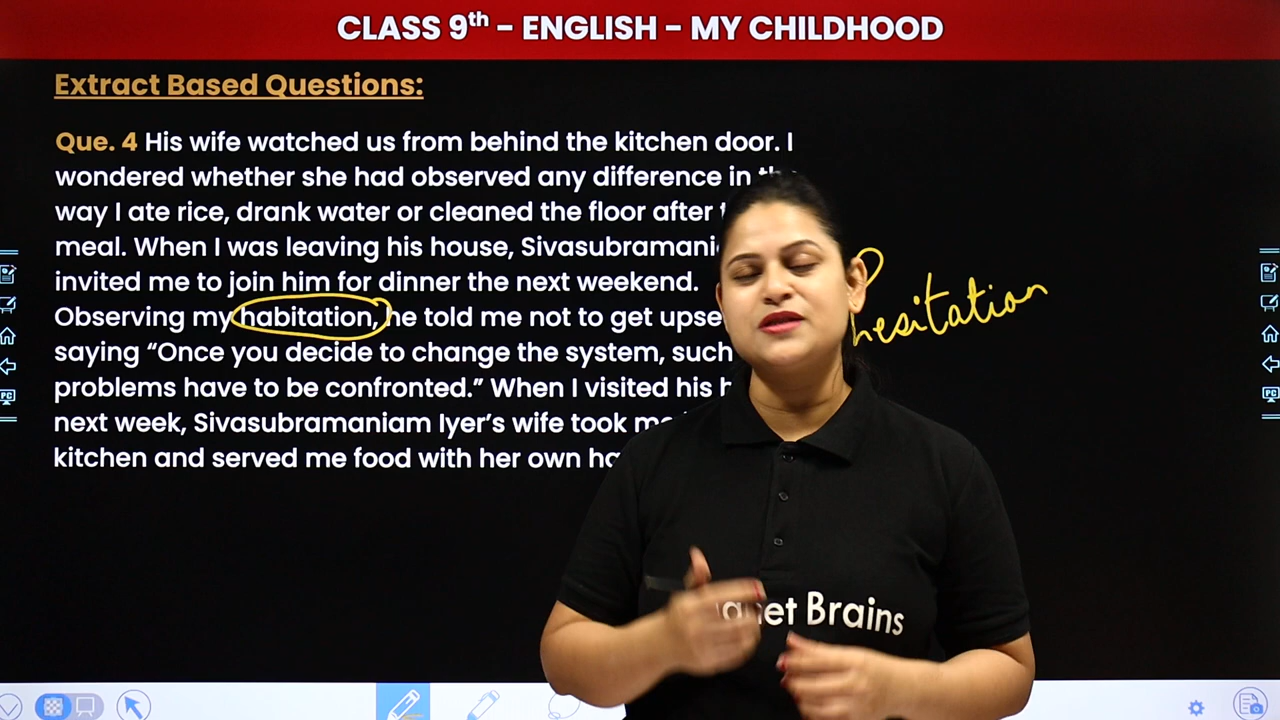 CLASS 9th - ENGLISH - MY CHILDHOOD
Extract Based Questions:
Que. 4 His wife watched us from behind the kitchen door. I
wondered whether she had observed any difference in
way I ate rice, drank water or cleaned the floor after
meal. When I was leaving his house,
invited me to join him for dinner the next weekend.
Observing my habitation, he told me not to get
saying “Once you decide to change the system, such
problems have to be confronted.” When I visited his
next week, Sivasubramaniam Iyer’s wife took
kitchen and served me food with her own
hesitation
Brains
PC
PC